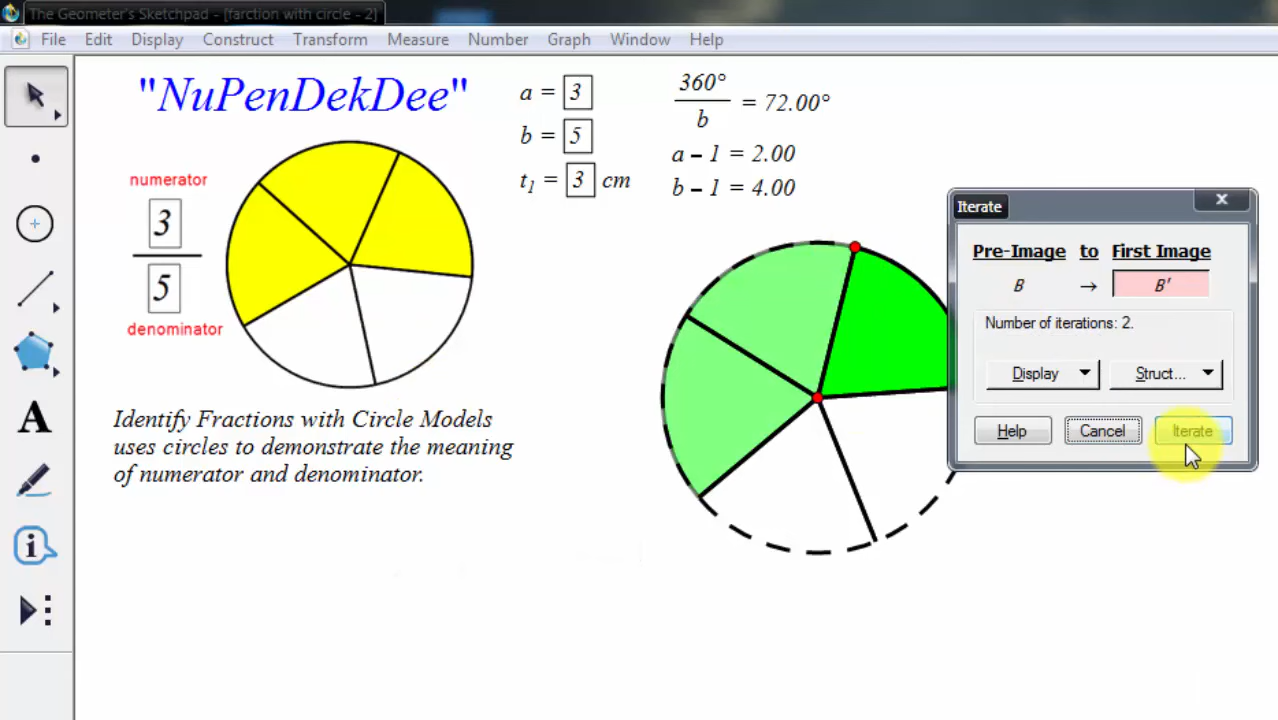 The Geometer's Sketchpad - [farction with circle - 2]
File Edit Display Construct Transform Measure Number Graph Window Help
"NuPenDekDee"
a = 3
b = 5
t1 = 3 cm
360°
b
= 72.00°
a – 1 = 2.00
b – 1 = 4.00
numerator
3
5
denominator
Identify Fractions with Circle Models
uses circles to demonstrate the meaning
of numerator and denominator.
A
Iterate
Pre-Image to First Image
B → B'
Number of iterations: 2.
Display Struct...
Help Cancel Iterate